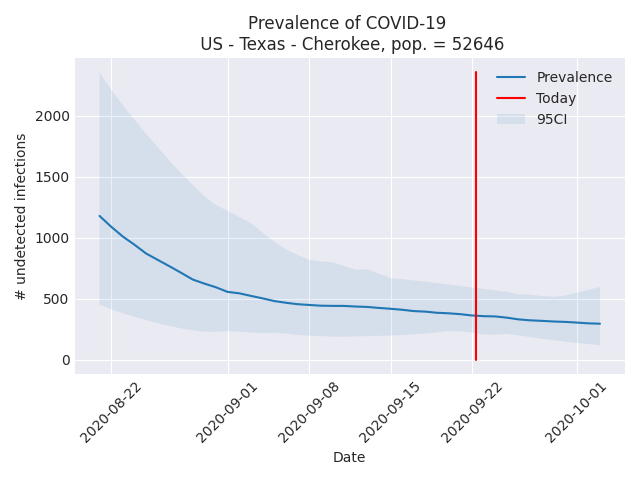 Prevalence of COVID-19
US - Texas - Cherokee, pop. = 52646
Prevalence
Today
95CI
# undetected infections
2000
1500
1000
500
0
2020-08-22
2020-09-01
2020-09-08
2020-09-15
2020-09-22
2020-10-01
Date